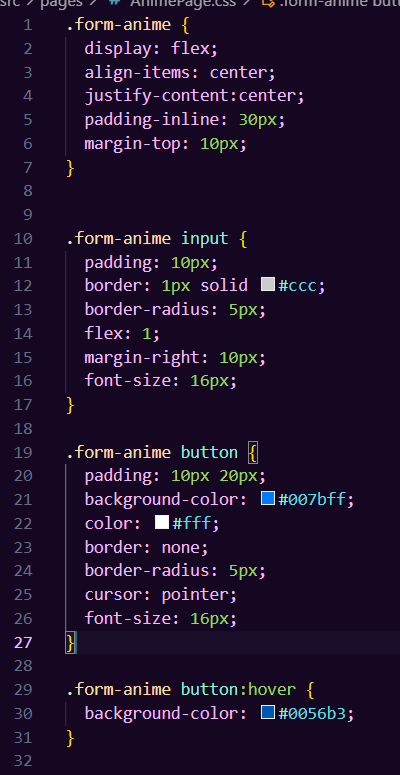 src > pages > # AnimePage.css > .form-anime but
1 .form-anime {
2 display: flex;
3 align-items: center;
4 justify-content:center;
5 padding-inline: 30px;
6 margin-top: 10px;
7 }
8
9
10 .form-anime input {
11 padding: 10px;
12 border: 1px solid #ccc;
13 border-radius: 5px;
14 flex: 1;
15 margin-right: 10px;
16 font-size: 16px;
17 }
18
19 .form-anime button {
20 padding: 10px 20px;
21 background-color: #007bff;
22 color: #fff;
23 border: none;
24 border-radius: 5px;
25 cursor: pointer;
26 font-size: 16px;
27 }
28
29 .form-anime button:hover {
30 background-color: #0056b3;
31 }
32